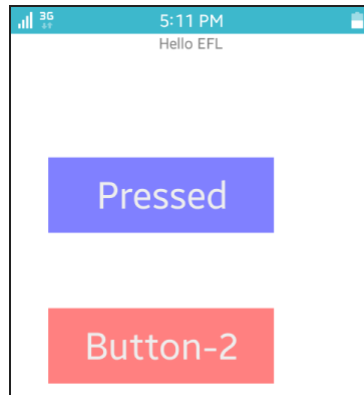 3G
5:11 PM
Hello EFL
Pressed
Button-2